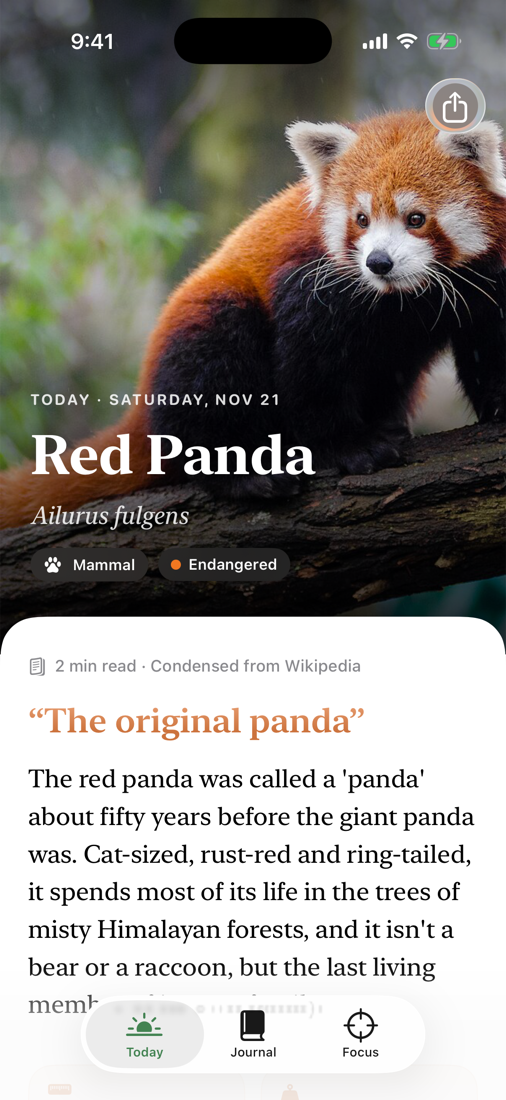 9:41
TODAY · SATURDAY, NOV 21
Red Panda
Ailurus fulgens
Mammal
Endangered
2 min read · Condensed from Wikipedia
“The original panda”
The red panda was called a 'panda'
about fifty years before the giant panda
was. Cat-sized, rust-red and ring-tailed,
it spends most of its life in the trees of
misty Himalayan forests, and it isn't a
bear or a raccoon, but the last living
Today
Journal
Focus